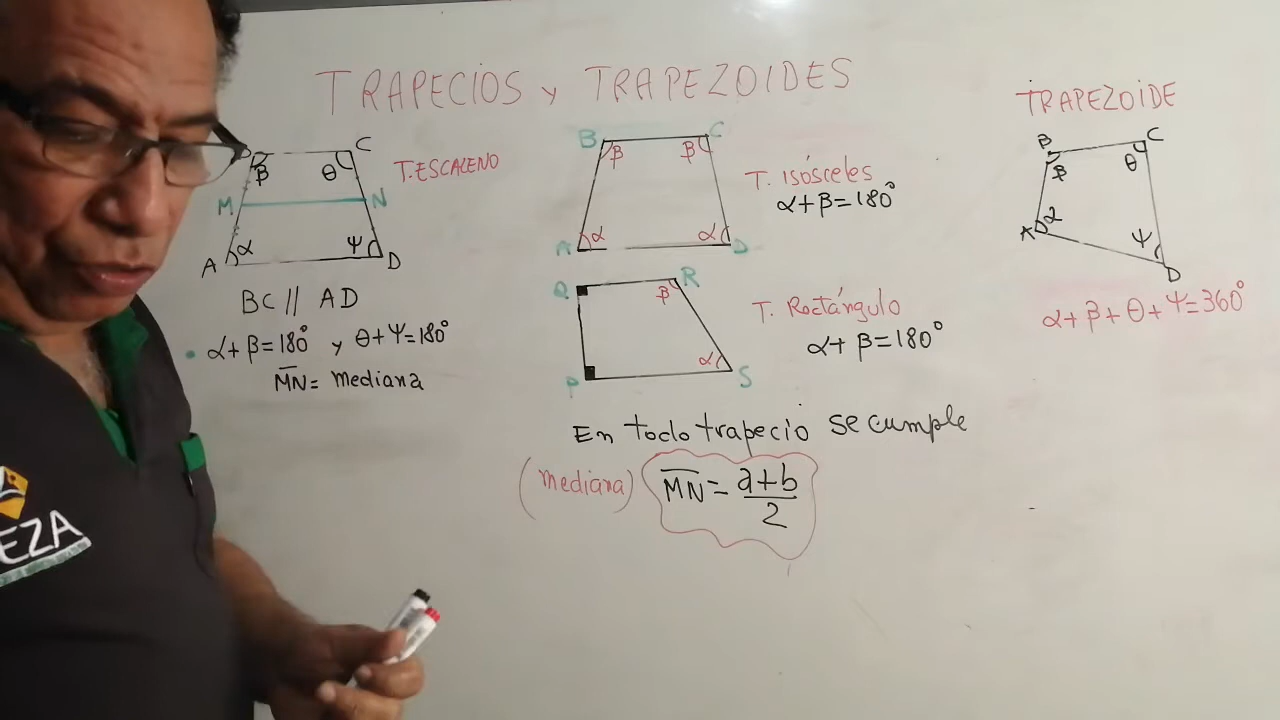 TRAPECIOS y TRAPEZOIDES
C
β
θ
T. ESCALENO
M
N
α
ψ
A
D
BC // AD
α+β=180° y θ+ψ=180°
MN= mediana
B
C
β
β
T. Isósceles
α+β=180°
α
α
A
D
Q
R
β
T. Rectángulo
α+β=180°
α
P
S
En todo trapecio se cumple
(mediana) MN = a+b
2
TRAPEZOIDE
B
C
β
θ
A
α
ψ
D
α+β+θ+ψ=360°
EZA